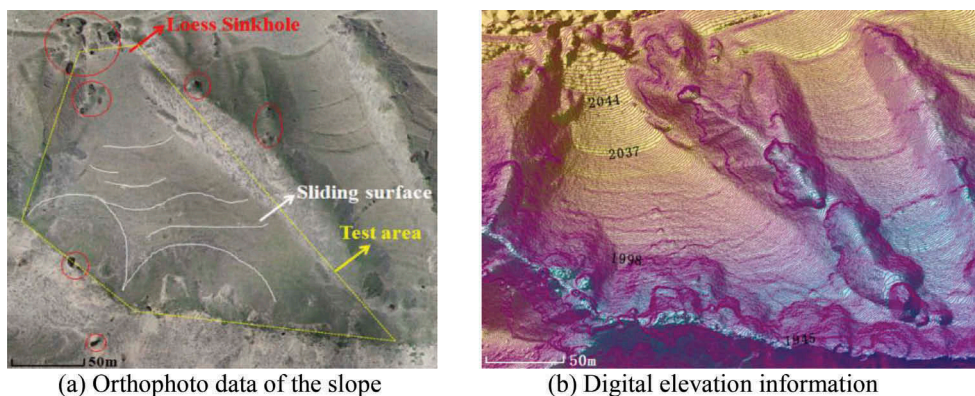 Loess Sinkhole
Sliding surface
Test area
50m
(a) Orthophoto data of the slope
2044
2037
1998
1945
50m
(b) Digital elevation information